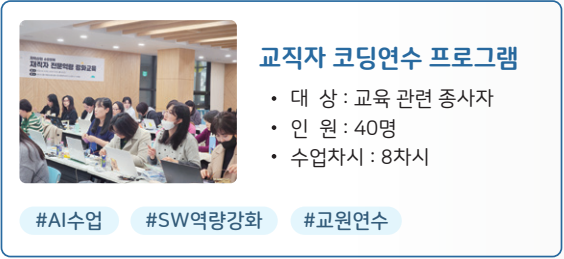 재직자 전문역량 강화교육
교직자 코딩연수 프로그램
• 대 상 : 교육 관련 종사자
• 인 원 : 40명
• 수업차시 : 8차시
#AI수업 #SW역량강화 #교원연수